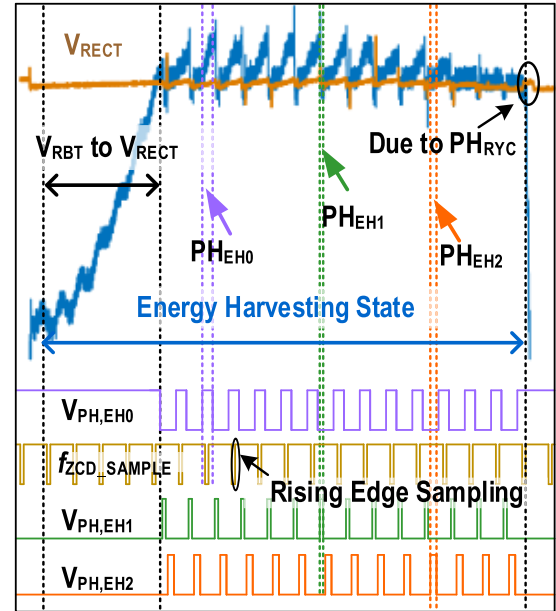 VRECT
VRBT to VRECT
Due to PHRYC
PHEH0
PHEH1
PHEH2
Energy Harvesting State
VPH,EH0
fZCD_SAMPLE
Rising Edge Sampling
VPH,EH1
VPH,EH2